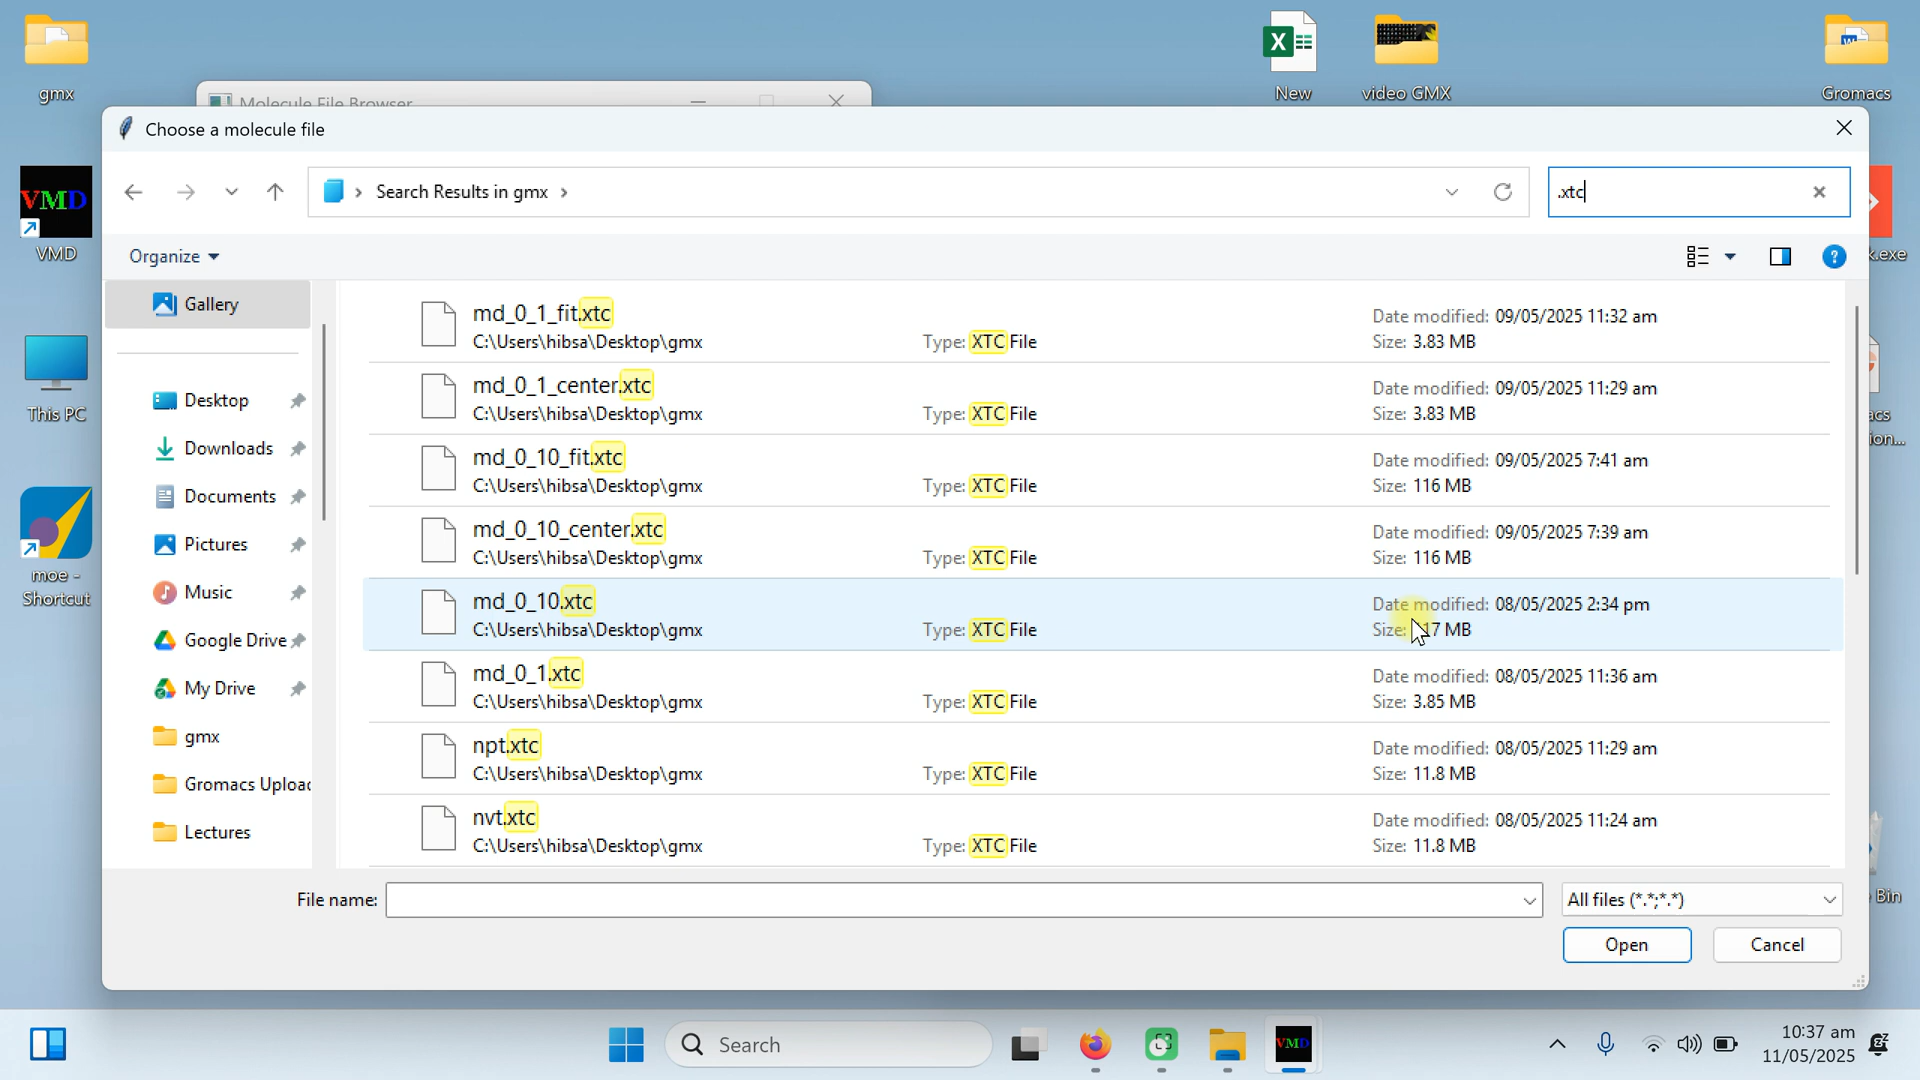 gmx
New
video GMX
Gromacs
Molecule File Browser
Choose a molecule file
Search Results in gmx
.xtc
VMD
VMD
k.exe
Organize
?
Gallery
Desktop
Downloads
Documents
Pictures
Music
Google Drive
My Drive
gmx
Gromacs Upload
Lectures
This PC
moe -
Shortcut
md_0_1_fit.xtc
C:\Users\hibsa\Desktop\gmx
Type: XTC File
Date modified: 09/05/2025 11:32 am
Size: 3.83 MB
md_0_1_center.xtc
C:\Users\hibsa\Desktop\gmx
Type: XTC File
Date modified: 09/05/2025 11:29 am
Size: 3.83 MB
md_0_10_fit.xtc
C:\Users\hibsa\Desktop\gmx
Type: XTC File
Date modified: 09/05/2025 7:41 am
Size: 116 MB
md_0_10_center.xtc
C:\Users\hibsa\Desktop\gmx
Type: XTC File
Date modified: 09/05/2025 7:39 am
Size: 116 MB
md_0_10.xtc
C:\Users\hibsa\Desktop\gmx
Type: XTC File
Date modified: 08/05/2025 2:34 pm
Size: 17 MB
md_0_1.xtc
C:\Users\hibsa\Desktop\gmx
Type: XTC File
Date modified: 08/05/2025 11:36 am
Size: 3.85 MB
npt.xtc
C:\Users\hibsa\Desktop\gmx
Type: XTC File
Date modified: 08/05/2025 11:29 am
Size: 11.8 MB
nvt.xtc
C:\Users\hibsa\Desktop\gmx
Type: XTC File
Date modified: 08/05/2025 11:24 am
Size: 11.8 MB
acs
ion...
Bin
File name:
All files (*.*;*.*)
Open
Cancel
Search
VMD
10:37 am
11/05/2025